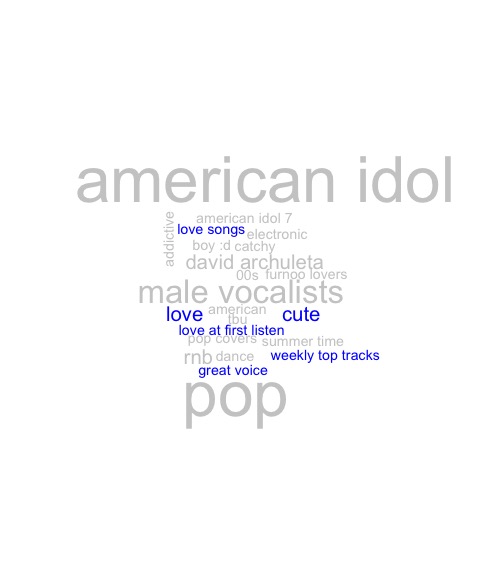 american idol
addictive
american idol 7
love songs
electronic
boy :d
catchy
david archuleta
00s
furnoo lovers
male vocalists
american
love
cute
fbu
love at first listen
pop covers
summer time
rnb
dance
weekly top tracks
great voice
pop